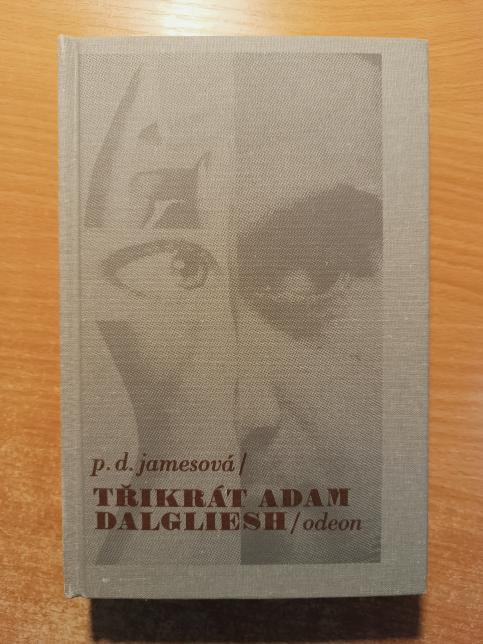 p. d. jamesová/
TŘIKRÁT ADAM
DALGLIESH/odeon